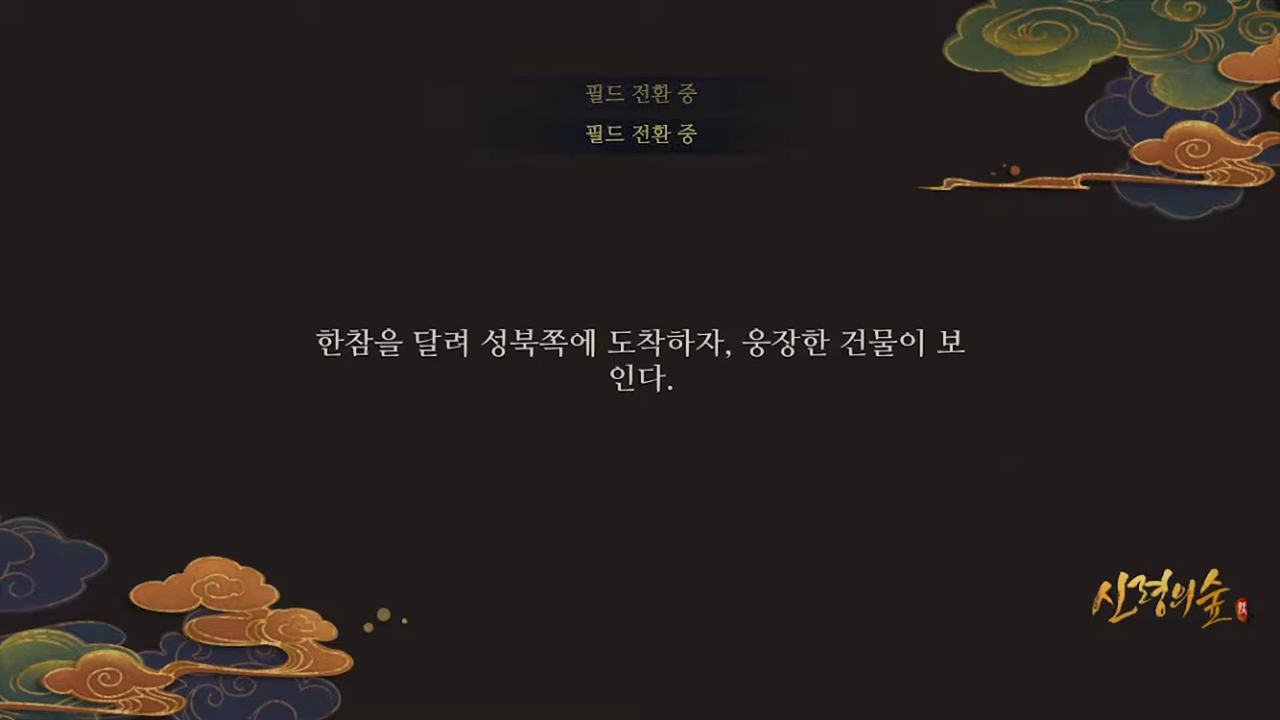 필드 전환 중
필드 전환 중
한참을 달려 성북쪽에 도착하자, 웅장한 건물이 보
인다.
신령의숲